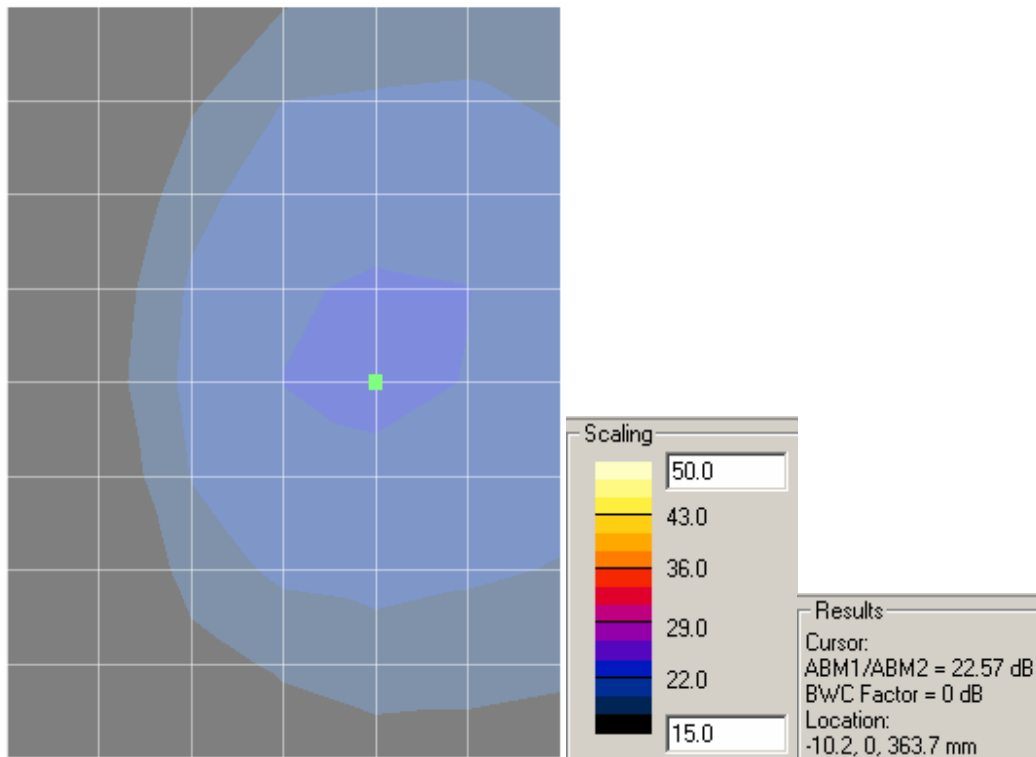 Scaling
50.0
43.0
36.0
29.0
22.0
15.0
Results
Cursor:
ABM1/ABM2 = 22.57 dB
BWC Factor = 0 dB
Location:
-10.2, 0, 363.7 mm